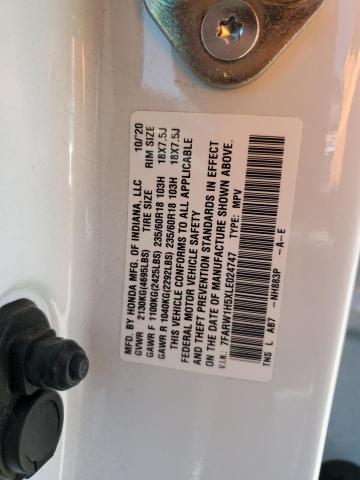 MFD. BY HONDA MFG. OF INDIANA, LLC 10/'20
GVWR 2130KG(4695LBS) TIRE SIZE RIM SIZE
GAWR F 1100KG(2425LBS) 235/60R18 103H 18X7.5J
GAWR R 1040KG(2292LBS) 235/60R18 103H 18X7.5J
THIS VEHICLE CONFORMS TO ALL APPLICABLE
FEDERAL MOTOR VEHICLE SAFETY
AND THEFT PREVENTION STANDARDS IN EFFECT
ON THE DATE OF MANUFACTURE SHOWN ABOVE.
V.I.N. 7FARW1H5XLE024747 TYPE: MPV
TNS L AB7 -NH883P -A-E